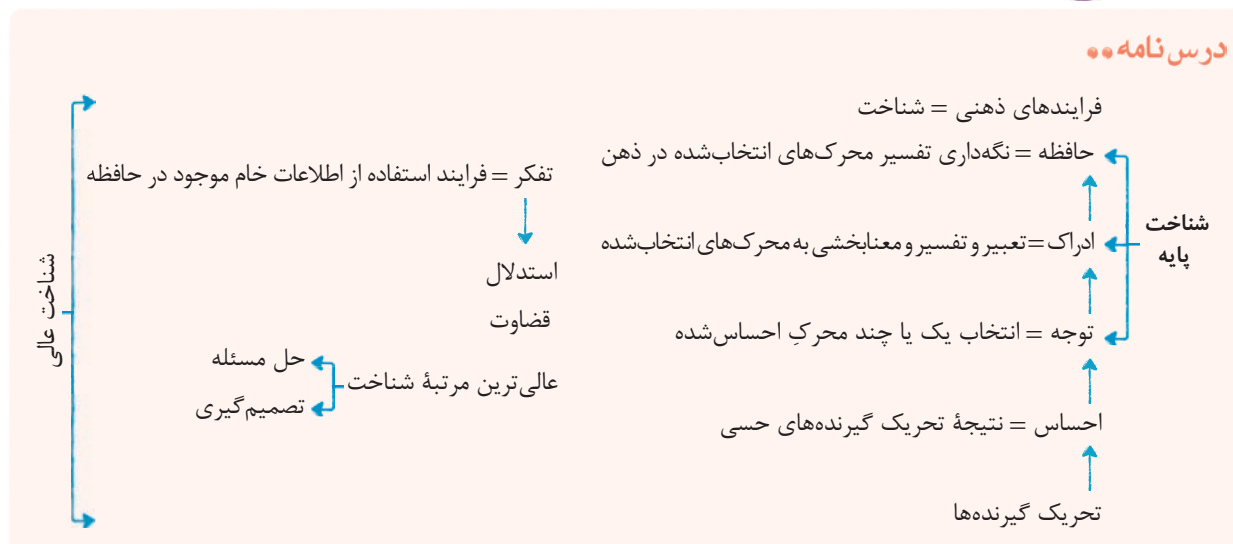 درس‌نامه
فرایندهای ذهنی = شناخت
حافظه = نگه‌داری تفسیر محرک‌های انتخاب‌شده در ذهن
ادراک = تعبیر و تفسیر و معنابخشی به محرک‌های انتخاب‌شده
توجه = انتخاب یک یا چند محرکِ احساس‌شده
احساس = نتیجهٔ تحریک گیرنده‌های حسی
تحریک گیرنده‌ها
شناخت
پایه
تفکر = فرایند استفاده از اطلاعات خام موجود در حافظه
استدلال
قضاوت
عالی‌ترین مرتبهٔ شناخت
حل مسئله
تصمیم‌گیری
شناخت عالی